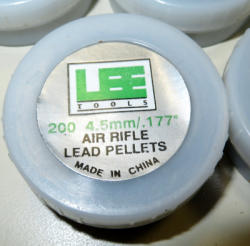 LEE
TOOLS
200 4.5mm/.177"
AIR RIFLE
LEAD PELLETS
MADE IN CHINA